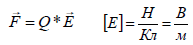 F⃗ = Q*E⃗    [E] = Н/Кл = В/м